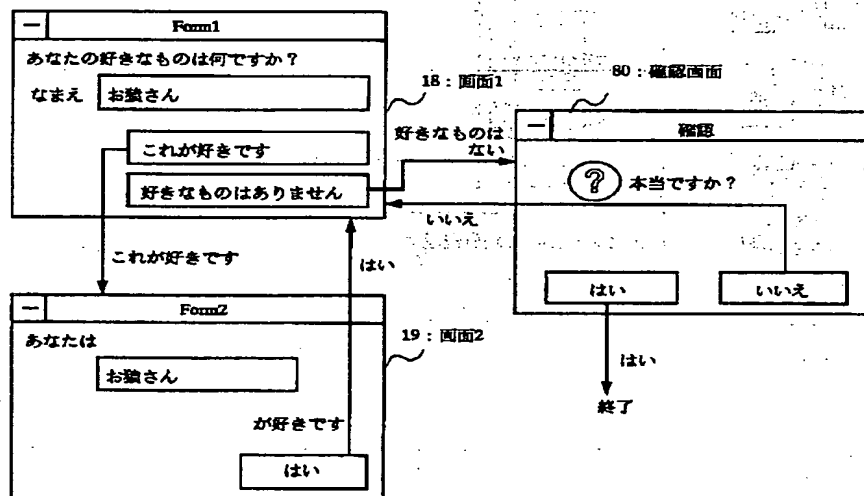 Form1
あなたの好きなものは何ですか？
なまえ お猿さん
これが好きです
好きなものはありません
18：画面1
80：確認画面
好きなものは
ない
確認
? 本当ですか？
いいえ
はい
いいえ
はい
終了
これが好きです
はい
Form2
あなたは
お猿さん
が好きです
はい
19：画面2